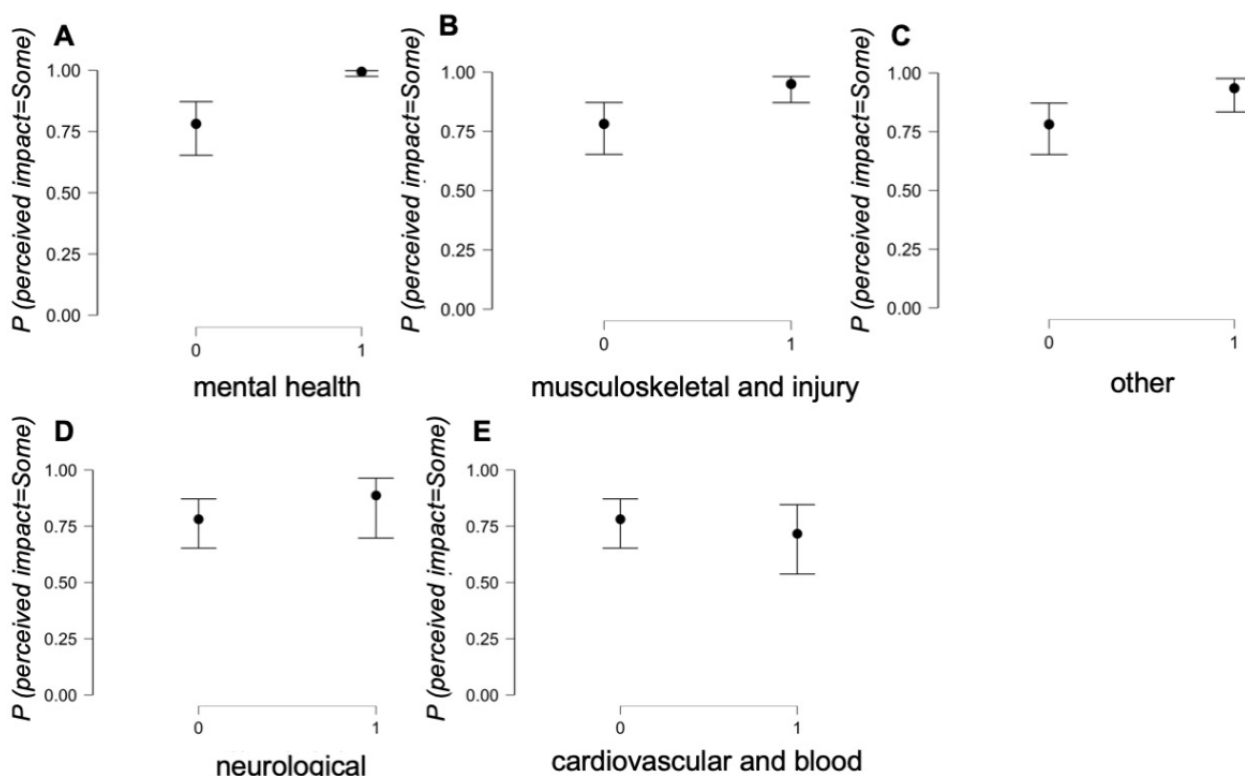 A
P (perceived impact=Some)
1.00
0.75
0.50
0.25
0.00
0
1
mental health
B
P (perceived impact=Some)
1.00
0.75
0.50
0.25
0.00
0
1
musculoskeletal and injury
C
P (perceived impact=Some)
1.00
0.75
0.50
0.25
0.00
0
1
other
D
P (perceived impact=Some)
1.00
0.75
0.50
0.25
0.00
0
1
neurological
E
P (perceived impact=Some)
1.00
0.75
0.50
0.25
0.00
0
1
cardiovascular and blood